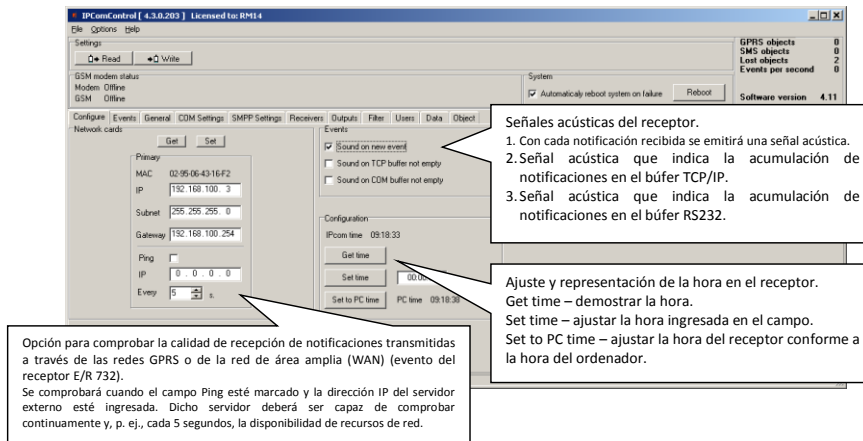 IPComControl [ 4.3.0.203 ] Licensed to: RM14
File Options Help
Settings
Read Write
GPRS objects 0
SMS objects 0
Lost objects 2
Events per second 0
GSM modem status
Modem Offline
GSM Offline
System
Automaticaly reboot system on failure Reboot
Software version 4.11
Configure Events General COM Settings SMPP Settings Receivers Outputs Filter Users Data Object
Network cards
Get Set
Primary
MAC 02-95-06-43-16-F2
IP 192.168.100. 3
Subnet 255.255.255. 0
Gateway 192.168.100.254
Ping
IP 0 . 0 . 0 . 0
Every 5 s.
Events
Sound on new event
Sound on TCP buffer not empty
Sound on COM buffer not empty
Configuration
IPcom time 09:18:33
Get time
Set time 00:00
Set to PC time PC time 09:18:38
Señales acústicas del receptor.
1. Con cada notificación recibida se emitirá una señal acústica.
2. Señal acústica que indica la acumulación de
notificaciones en el búfer TCP/IP.
3. Señal acústica que indica la acumulación de
notificaciones en el búfer RS232.
Ajuste y representación de la hora en el receptor.
Get time – demostrar la hora.
Set time – ajustar la hora ingresada en el campo.
Set to PC time – ajustar la hora del receptor conforme a
la hora del ordenador.
Opción para comprobar la calidad de recepción de notificaciones transmitidas
a través de las redes GPRS o de la red de área amplia (WAN) (evento del
receptor E/R 732).
Se comprobará cuando el campo Ping esté marcado y la dirección IP del servidor
externo esté ingresada. Dicho servidor deberá ser capaz de comprobar
continuamente y, p. ej., cada 5 segundos, la disponibilidad de recursos de red.